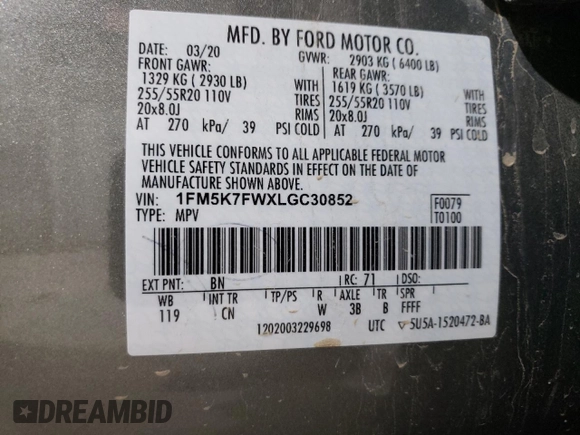 MFD. BY FORD MOTOR CO.
DATE: 03/20 GVWR: 2903 KG ( 6400 LB)
FRONT GAWR: REAR GAWR:
1329 KG ( 2930 LB) WITH 1619 KG ( 3570 LB) WITH
255/55R20 110V TIRES 255/55R20 110V TIRES
20x8.0J RIMS 20x8.0J RIMS
AT 270 kPa/ 39 PSI COLD AT 270 kPa/ 39 PSI COLD
THIS VEHICLE CONFORMS TO ALL APPLICABLE FEDERAL MOTOR
VEHICLE SAFETY STANDARDS IN EFFECT ON THE DATE OF
MANUFACTURE SHOWN ABOVE.
VIN: 1FM5K7FWXLGC30852 F0079
TYPE: MPV T0100
EXT PNT: BN RC: 71 DSO:
WB INT TR TP/PS R AXLE TR SPR
119 CN W 3B B FFFF
1202003229698 UTC 5U5A-1520472-BA
DREAMBID